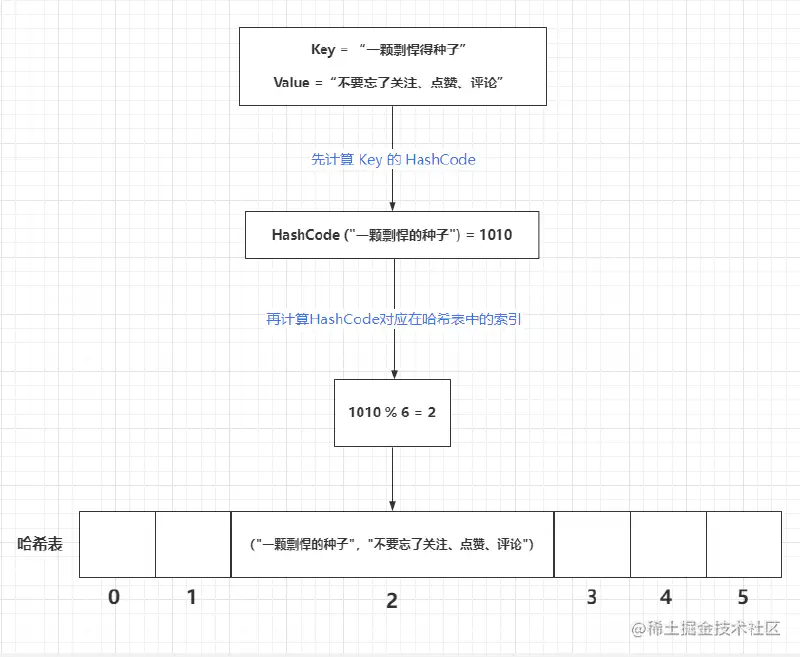 Key = “一颗剽悍得种子”
Value = “不要忘了关注、点赞、评论”
先计算 Key 的 HashCode
HashCode ("一颗剽悍的种子") = 1010
再计算HashCode对应在哈希表中的索引
1010 % 6 = 2
哈希表
("一颗剽悍的种子", "不要忘了关注、点赞、评论")
0 1 2 3 4 5
@稀土掘金技术社区